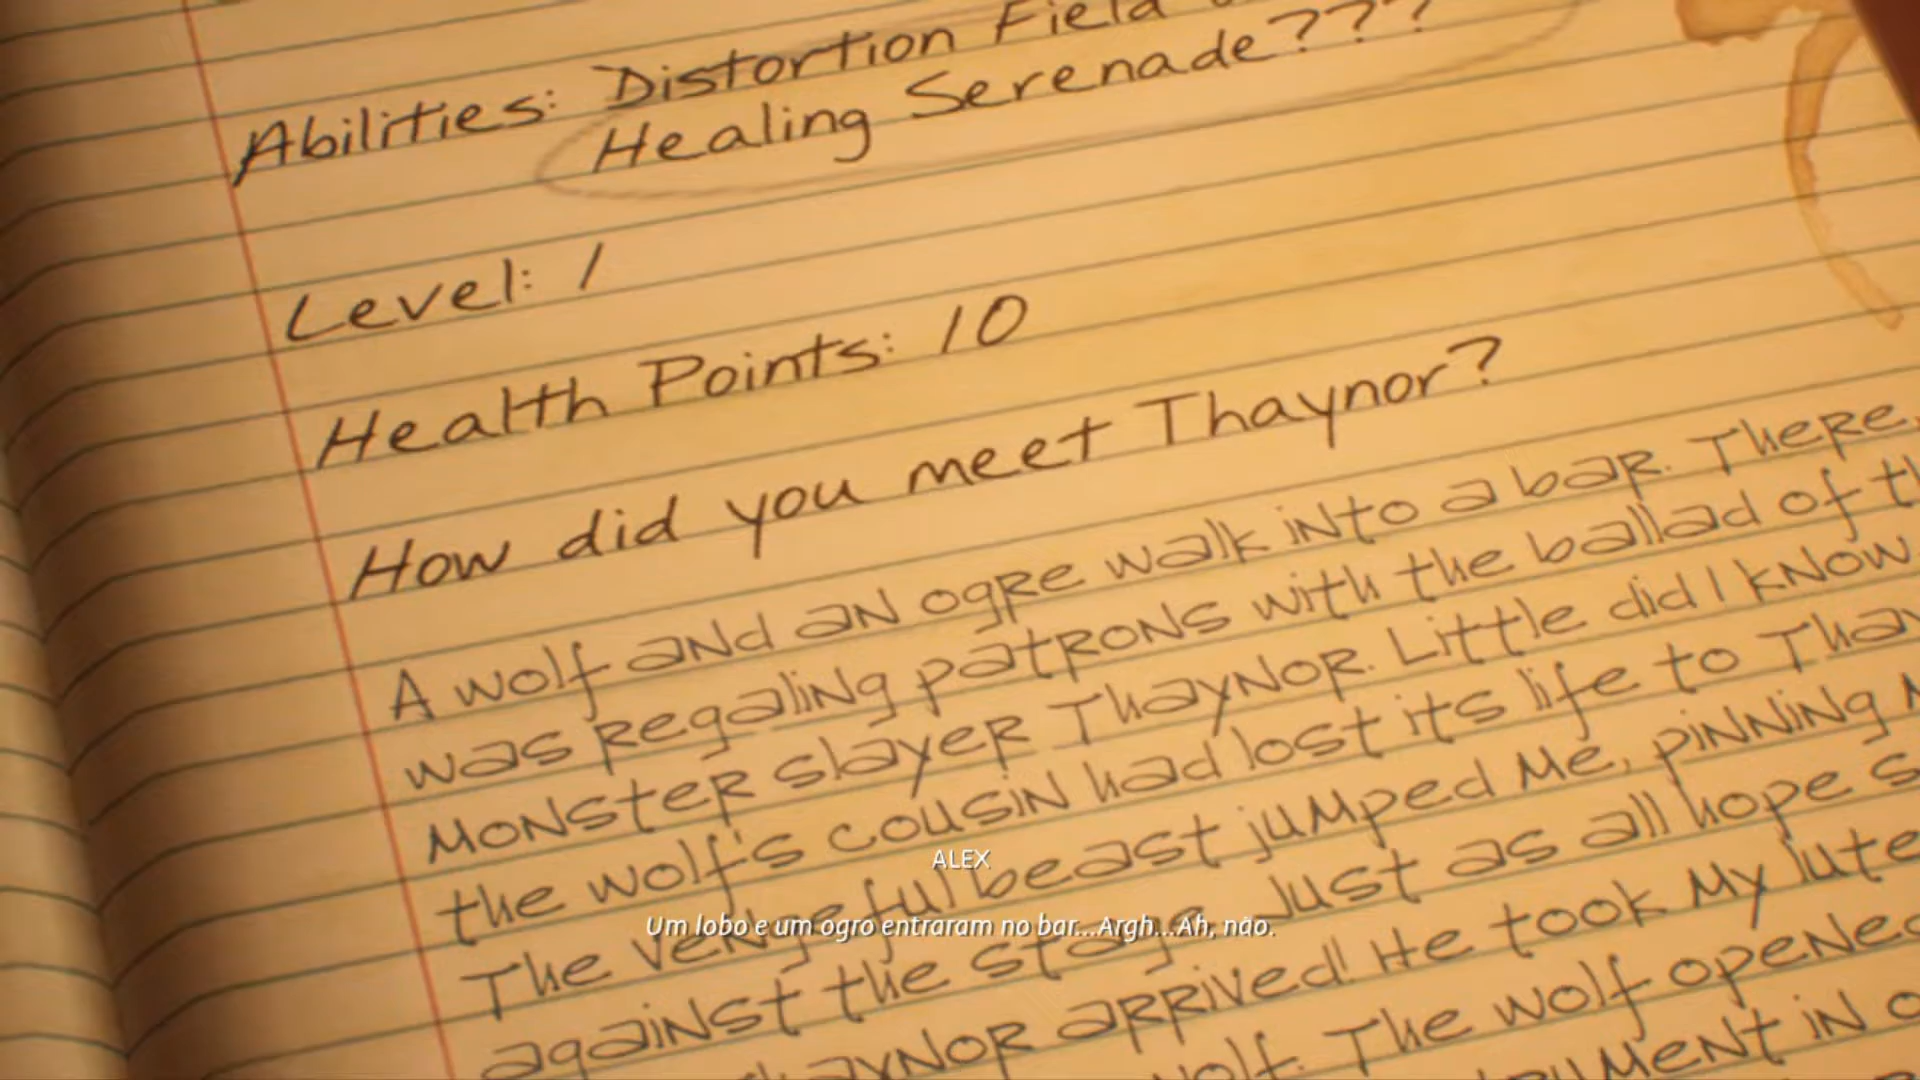 Abilities: Distortion Field
Healing Serenade???
Level: 1
Health Points: 10
How did you meet Thaynor?
A wolf and an ogre walk into a bar. There,
was regaling patrons with the ballad of
monster slayer Thaynor. Little did I know
the wolf's cousin had lost its life to
The vengeful beast jumped me, pinning
against the stage. Just as all hope
arrived! He took my lute
wolf. The wolf opened
in
ALEX
Um lobo e um ogro entraram no bar...Argh...Ah, não.